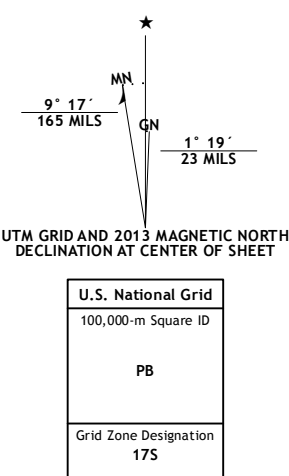 ★
MN
9° 17´
165 MILS
GN
1° 19´
23 MILS
UTM GRID AND 2013 MAGNETIC NORTH
DECLINATION AT CENTER OF SHEET
U.S. National Grid
100,000-m Square ID
PB
Grid Zone Designation
17S